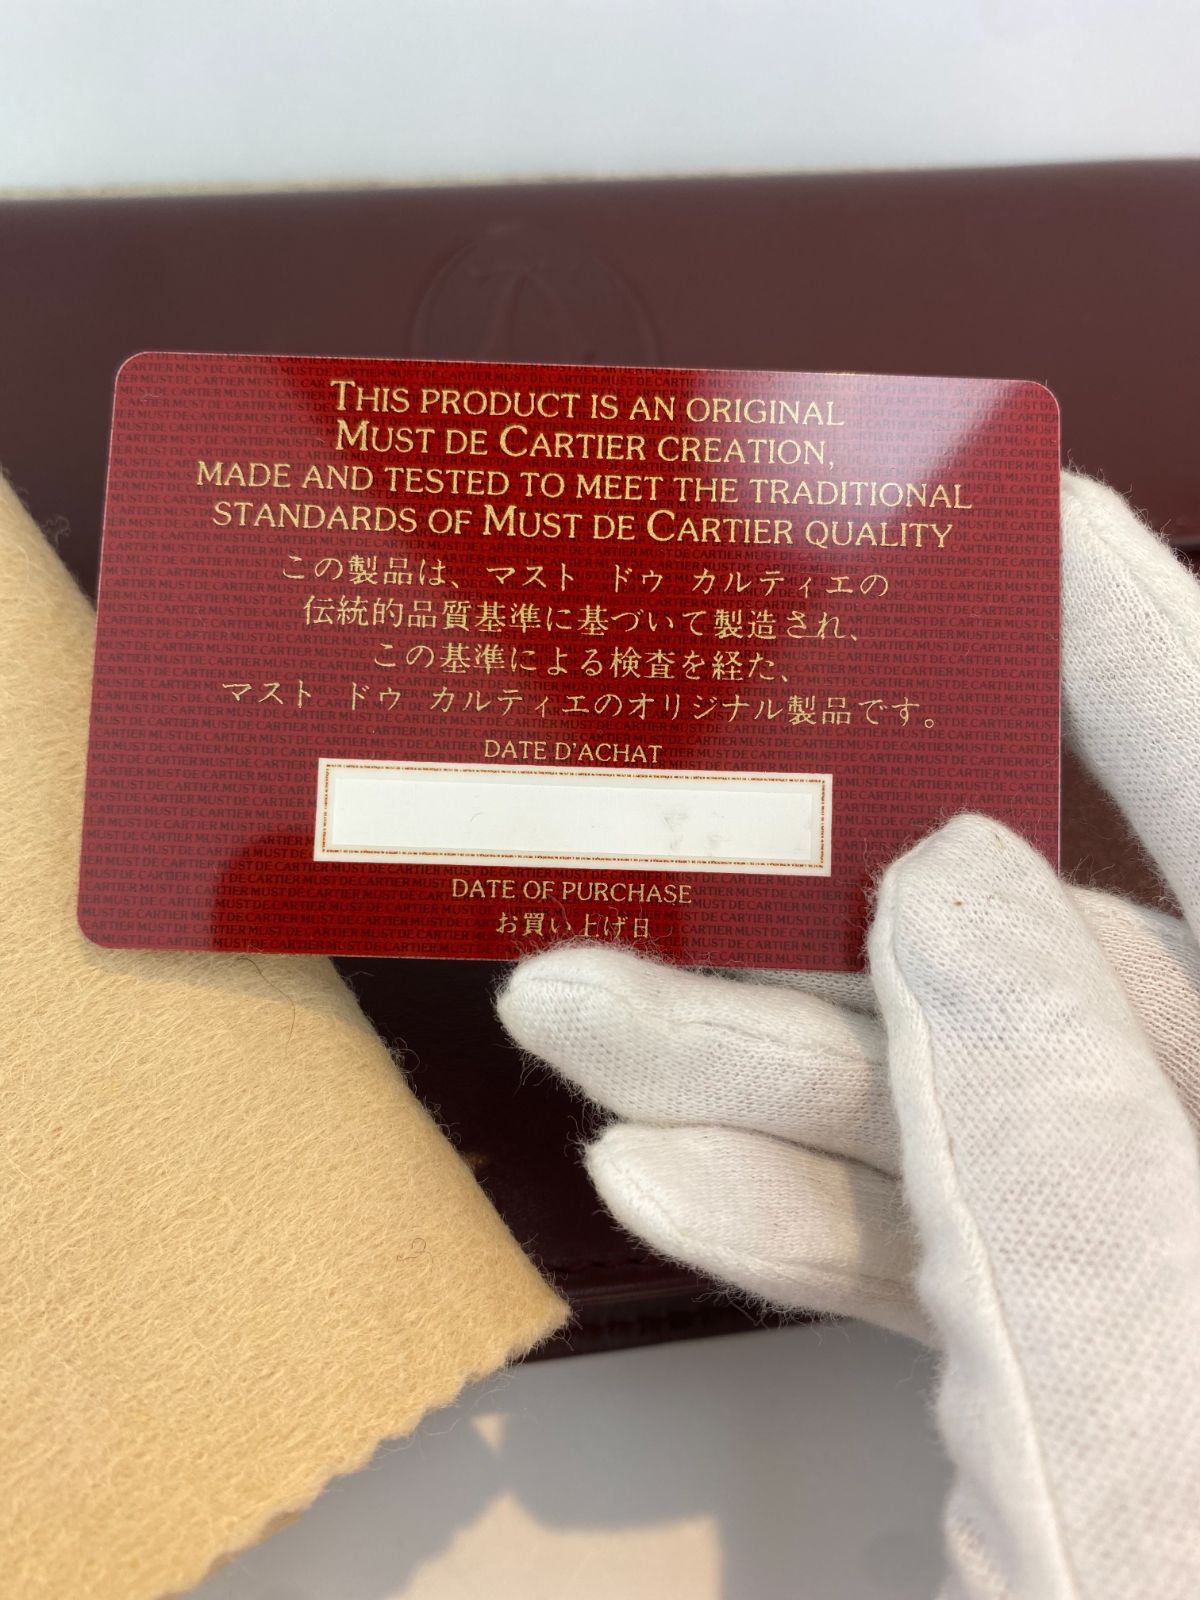 THIS PRODUCT IS AN ORIGINAL
MUST DE CARTIER CREATION,
MADE AND TESTED TO MEET THE TRADITIONAL
STANDARDS OF MUST DE CARTIER QUALITY
この製品は、マスト ドゥ カルティエの
伝統的品質基準に基づいて製造され、
この基準による検査を経た、
マスト ドゥ カルティエのオリジナル製品です。
DATE D'ACHAT
DATE OF PURCHASE
お買い上げ日